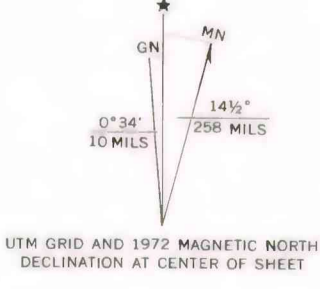 ★
GN MN
0°34' 14½°
10 MILS 258 MILS
UTM GRID AND 1972 MAGNETIC NORTH
DECLINATION AT CENTER OF SHEET